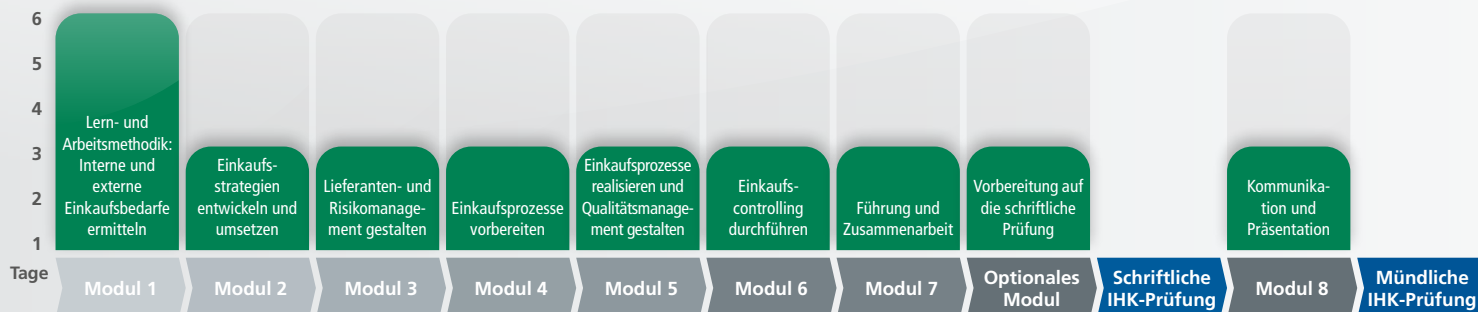 6
5
4
3
2
1
Tage
Lern- und
Arbeitsmethodik:
Interne und
externe
Einkaufsbedarfe
ermitteln
Einkaufs-
strategien
entwickeln und
umsetzen
Lieferanten- und
Risikomanage-
ment gestalten
Einkaufsprozesse
vorbereiten
Einkaufsprozesse
realisieren und
Qualitätsmanage-
ment gestalten
Einkaufs-
controlling
durchführen
Führung und
Zusammenarbeit
Vorbereitung auf
die schriftliche
Prüfung
Kommunika-
tion und
Präsentation
Modul 1
Modul 2
Modul 3
Modul 4
Modul 5
Modul 6
Modul 7
Optionales
Modul
Schriftliche
IHK-Prüfung
Modul 8
Mündliche
IHK-Prüfung